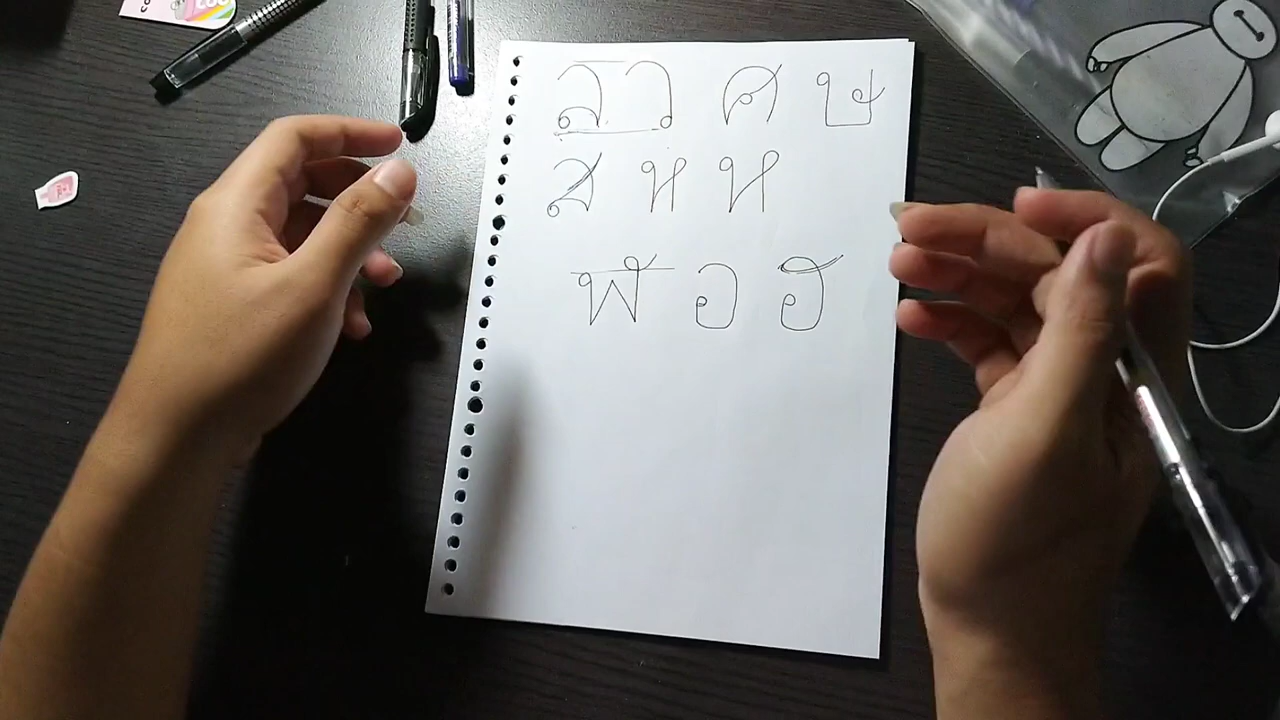 ล ว ศ ษ
ส ห ห
ฬ อ ฮ